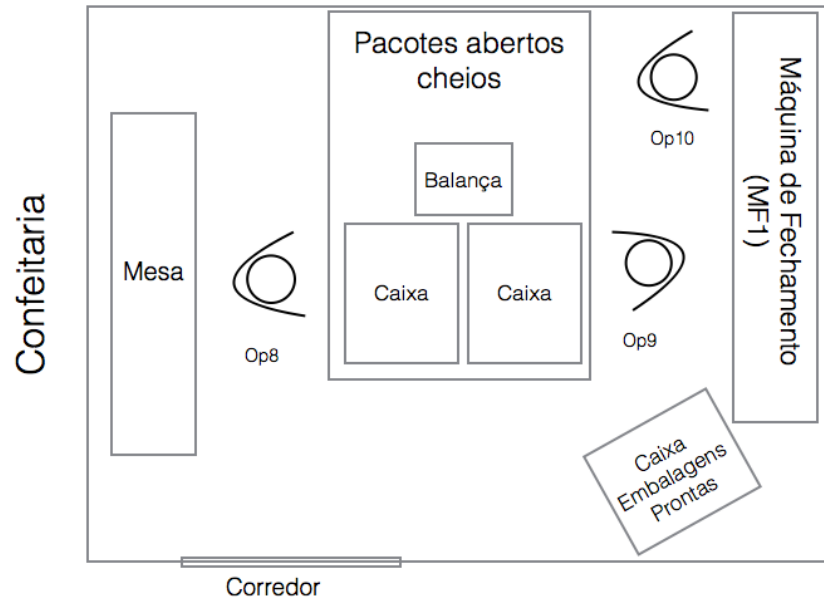 Confeitaria
Mesa
Op8
Pacotes abertos
cheios
Balança
Caixa
Caixa
Op10
Op9
Máquina de Fechamento
(MF1)
Caixa
Embalagens
Prontas
Corredor